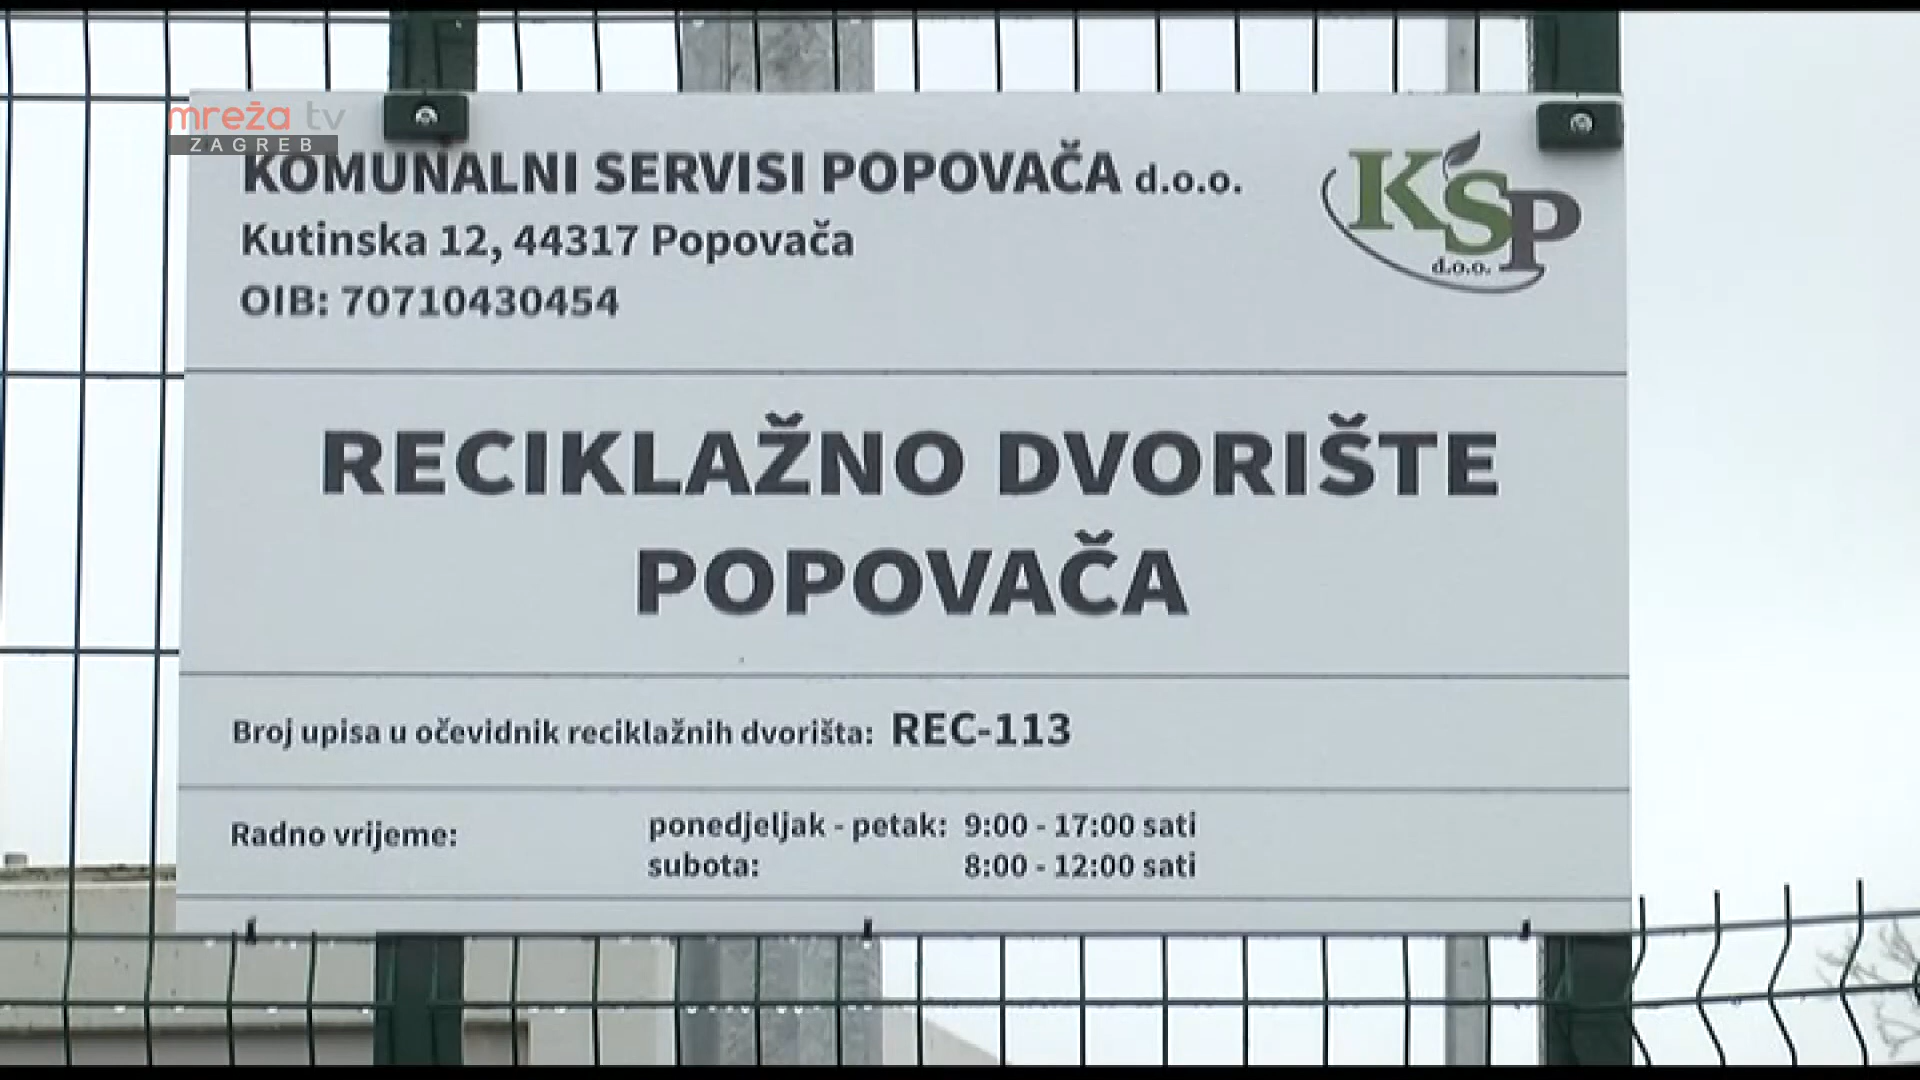 mreža tv
ZAGREB
KOMUNALNI SERVISI POPOVAČA d.o.o.
Kutinska 12, 44317 Popovača
OIB: 70710430454
KSP
d.o.o.
RECIKLAŽNO DVORIŠTE
POPOVAČA
Broj upisa u očevidnik reciklažnih dvorišta: REC-113
Radno vrijeme: ponedjeljak - petak: 9:00 - 17:00 sati
subota: 8:00 - 12:00 sati